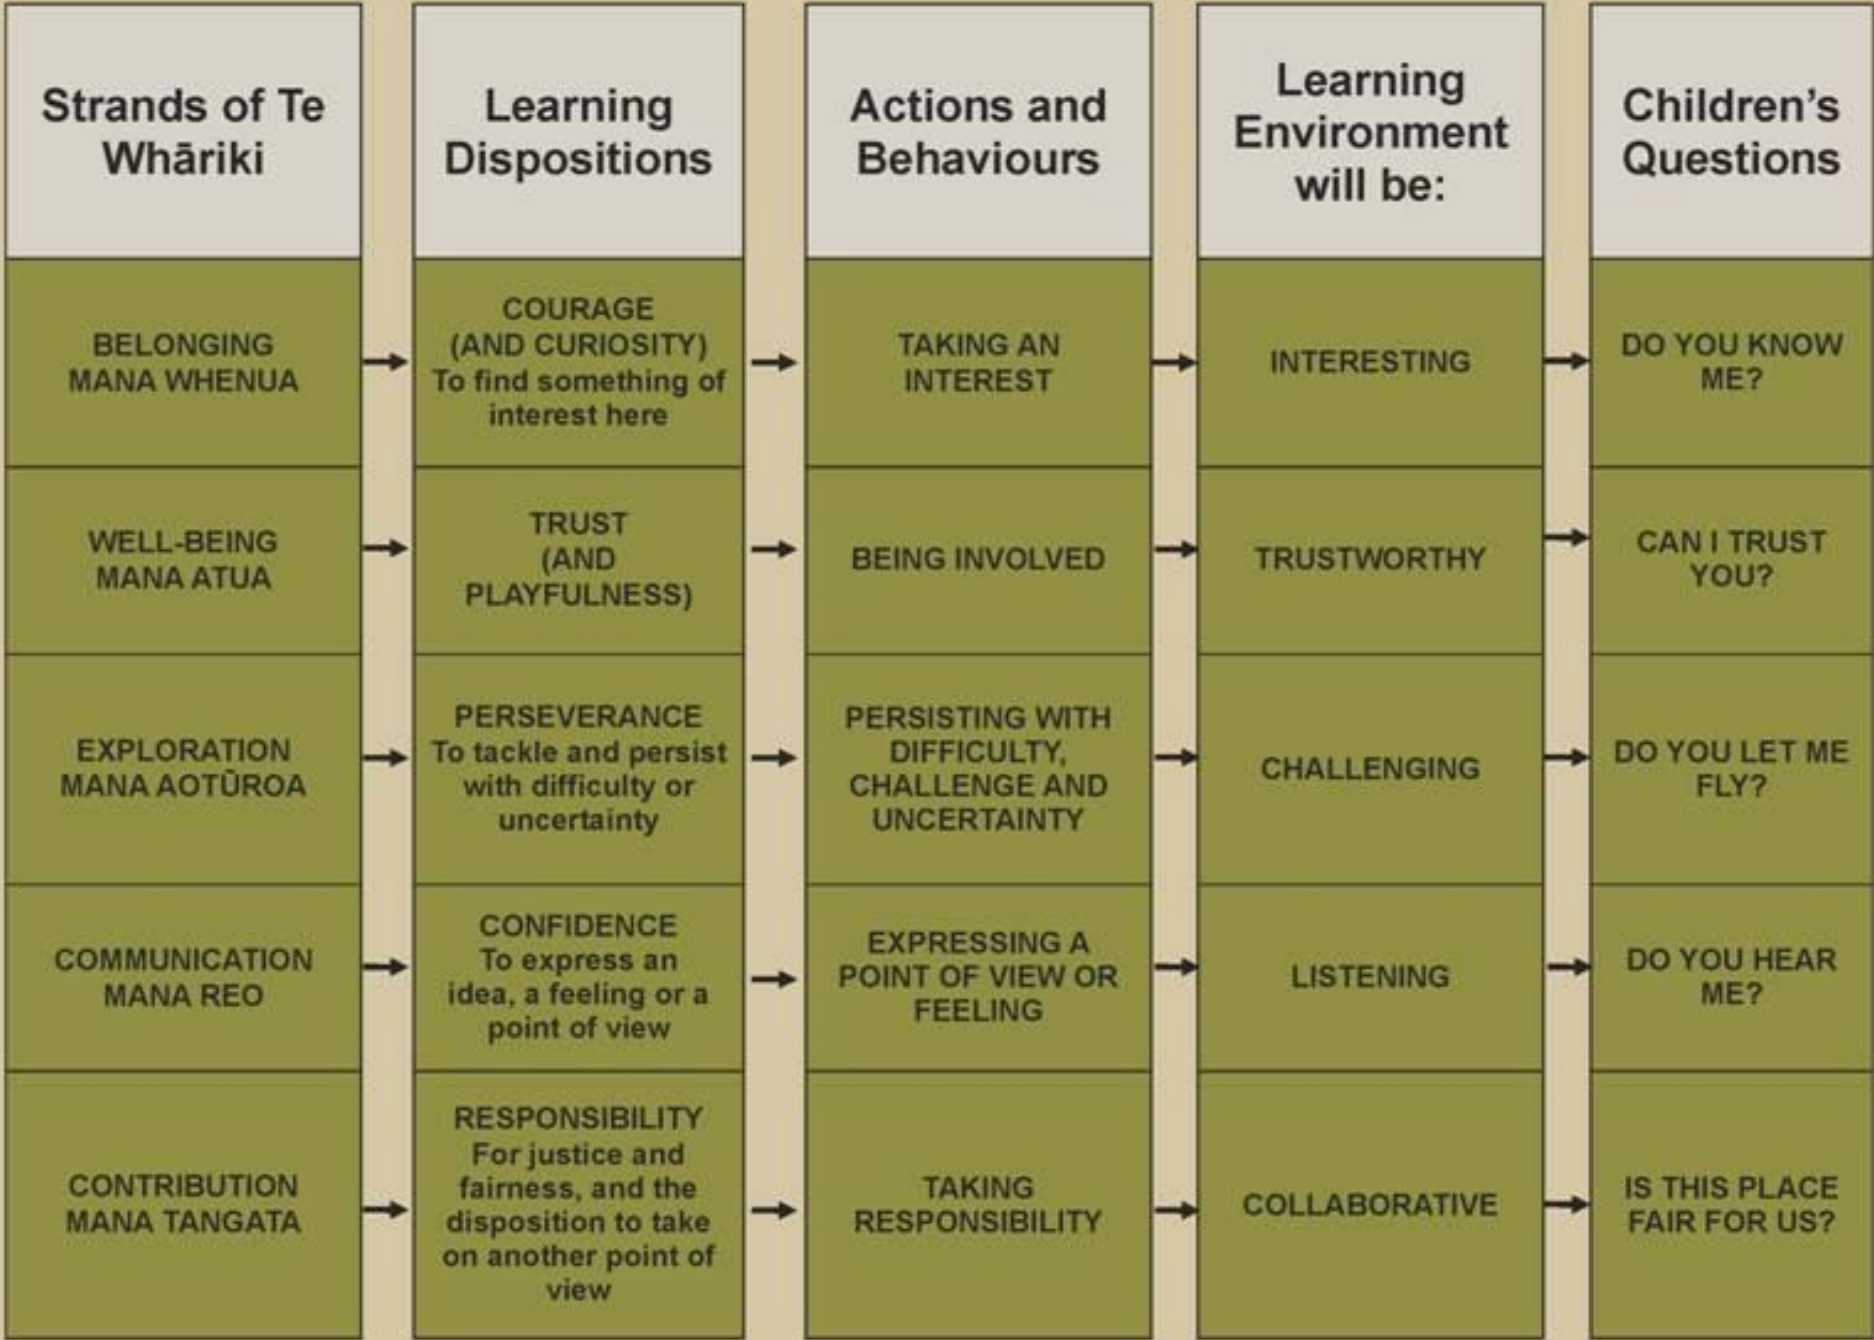 Strands of Te
Whāriki
Learning
Dispositions
Actions and
Behaviours
Learning
Environment
will be:
Children’s
Questions
BELONGING
MANA WHENUA
COURAGE
(AND CURIOSITY)
To find something of
interest here
TAKING AN
INTEREST
INTERESTING
DO YOU KNOW
ME?
WELL-BEING
MANA ATUA
TRUST
(AND
PLAYFULNESS)
BEING INVOLVED
TRUSTWORTHY
CAN I TRUST
YOU?
EXPLORATION
MANA AOTŪROA
PERSEVERANCE
To tackle and persist
with difficulty or
uncertainty
PERSISTING WITH
DIFFICULTY,
CHALLENGE AND
UNCERTAINTY
CHALLENGING
DO YOU LET ME
FLY?
COMMUNICATION
MANA REO
CONFIDENCE
To express an
idea, a feeling or a
point of view
EXPRESSING A
POINT OF VIEW OR
FEELING
LISTENING
DO YOU HEAR
ME?
CONTRIBUTION
MANA TANGATA
RESPONSIBILITY
For justice and
fairness, and the
disposition to take
on another point of
view
TAKING
RESPONSIBILITY
COLLABORATIVE
IS THIS PLACE
FAIR FOR US?